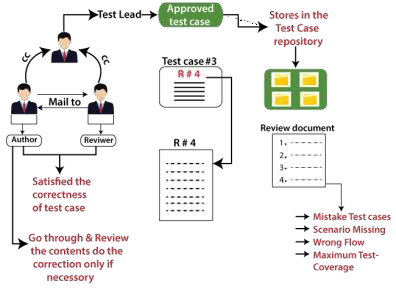 Test Lead
Approved
test case
Stores in the
Test Case
repository
cc
cc
Mail to
Author
Reviwer
Satisfied the
correctness
of test case
Go through & Review
the contents do the
correction only if
necessary
Test case #3
R # 4
R # 4
Review document
1.
2.
3.
4.
Mistake Test cases
Scenario Missing
Wrong Flow
Maximum Test-
Coverage